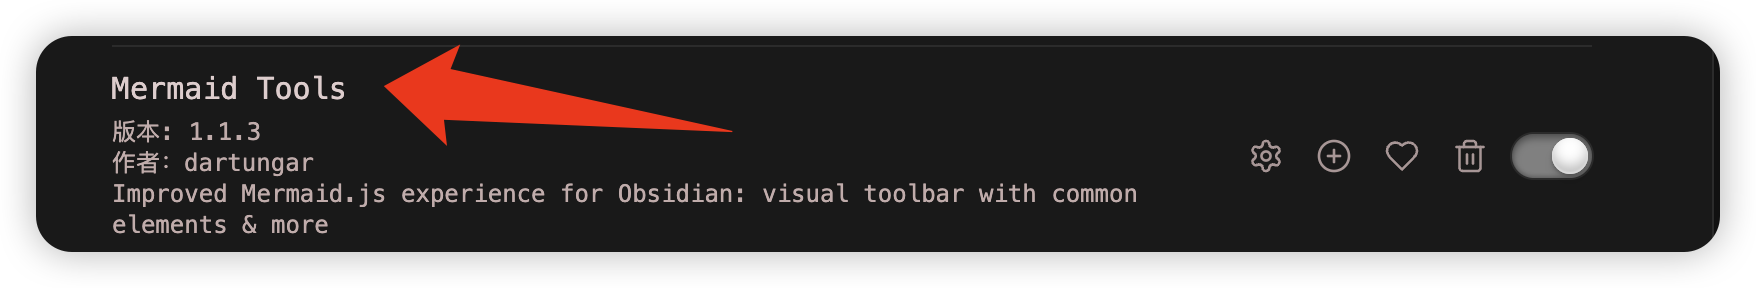 Mermaid Tools
版本: 1.1.3
作者: dartungar
Improved Mermaid.js experience for Obsidian: visual toolbar with common
elements & more